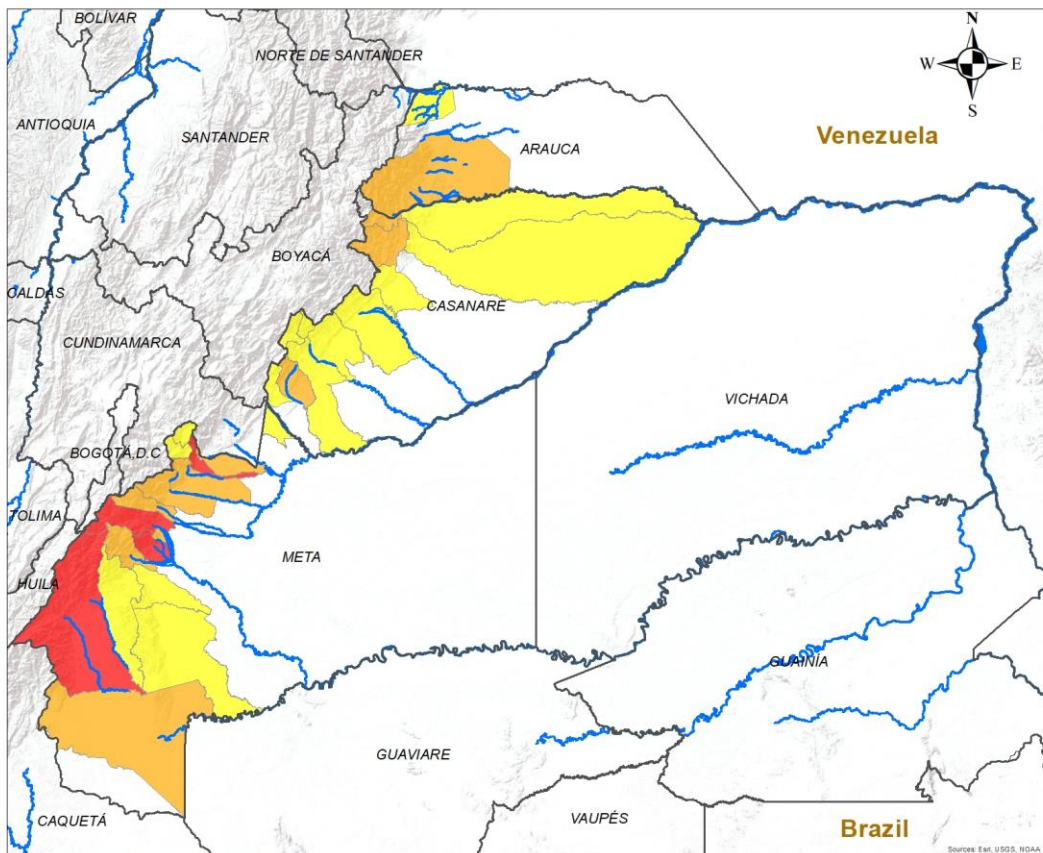 BOLÍVAR
NORTE DE SANTANDER
N
W E
S
ANTIOQUIA
SANTANDER
ARAUCA
Venezuela
BOYACÁ
CALDAS
CASANARE
CUNDINAMARCA
VICHADA
BOGOTÁ, D.C
TOLIMA
META
HUILA
GUAINÍA
GUAVIARE
CAQUETÁ
VAUPÉS
Brazil
Sources: Esri, USGS, NOAA